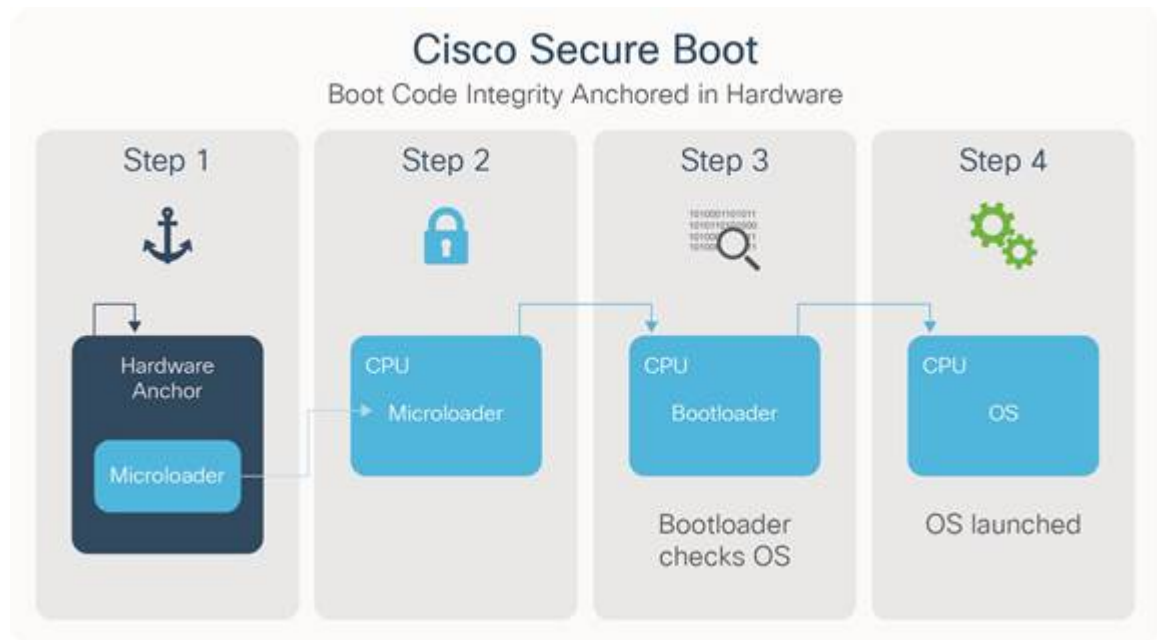 Cisco Secure Boot
Boot Code Integrity Anchored in Hardware
Step 1
Hardware
Anchor
Microloader
Step 2
CPU
Microloader
Step 3
CPU
Bootloader
Bootloader
checks OS
Step 4
CPU
OS
OS launched